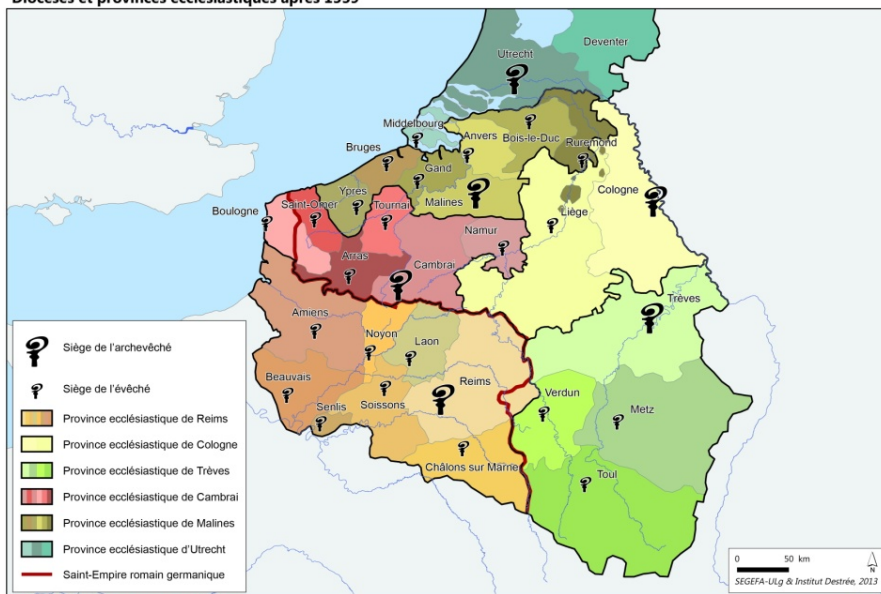 Diocèses et provinces ecclésiastiques après 1559
Deventer
Utrecht
Middelbourg
Anvers
Bois-le-Duc
Bruges
Ruremond
Gand
Ypres
Saint-Omer
Tournai
Malines
Cologne
Boulogne
Liège
Namur
Arras
Cambrai
Trèves
Amiens
Noyon
Laon
Beauvais
Reims
Verdun
Senlis
Soissons
Metz
Châlons sur Marne
Toul
Siège de l'archevêché
Siège de l'évêché
Province ecclésiastique de Reims
Province ecclésiastique de Cologne
Province ecclésiastique de Trèves
Province ecclésiastique de Cambrai
Province ecclésiastique de Malines
Province ecclésiastique d'Utrecht
Saint-Empire romain germanique
0 50 km
N
SEGEFA-ULg & Institut Destrée, 2013